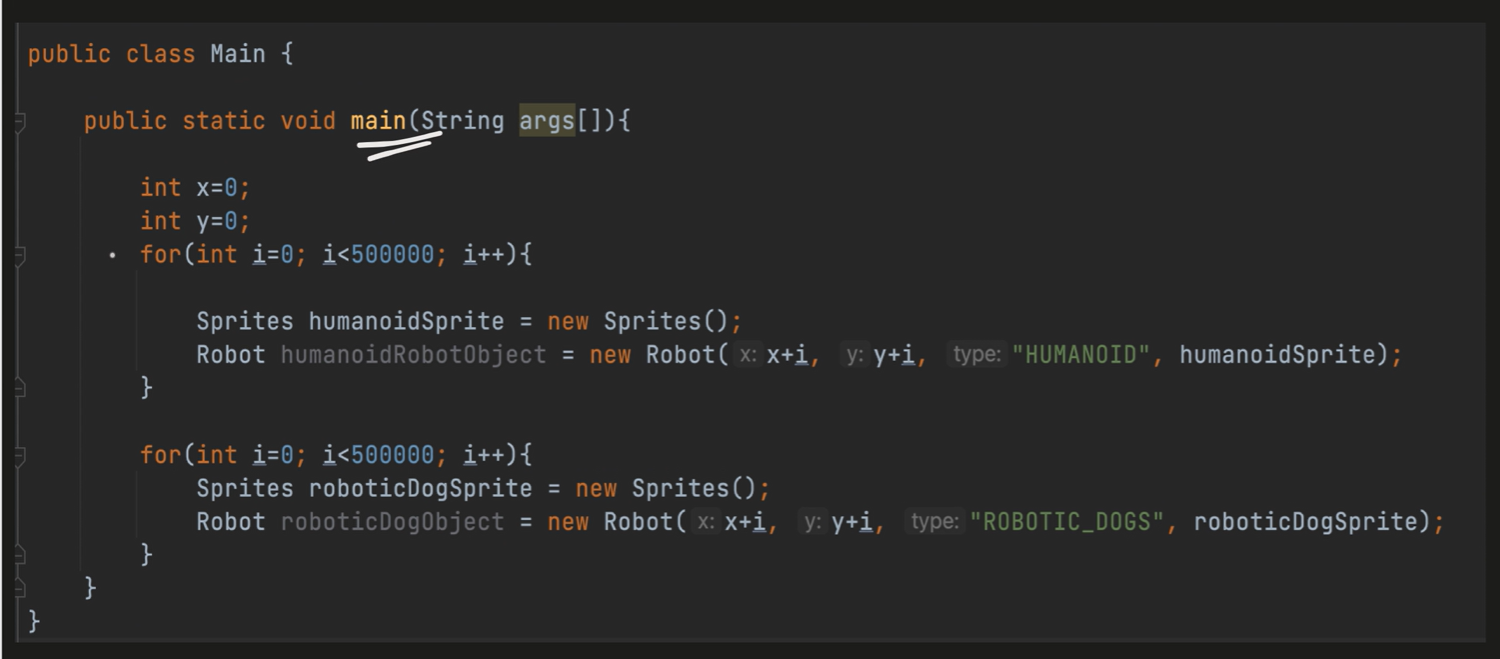 public class Main {
public static void main(String args[]){
int x=0;
int y=0;
for(int i=0; i<500000; i++){
Sprites humanoidSprite = new Sprites();
Robot humanoidRobotObject = new Robot( x: x+i, y: y+i, type: "HUMANOID", humanoidSprite);
}
for(int i=0; i<500000; i++){
Sprites roboticDogSprite = new Sprites();
Robot roboticDogObject = new Robot( x: x+i, y: y+i, type: "ROBOTIC_DOGS", roboticDogSprite);
}
}
}